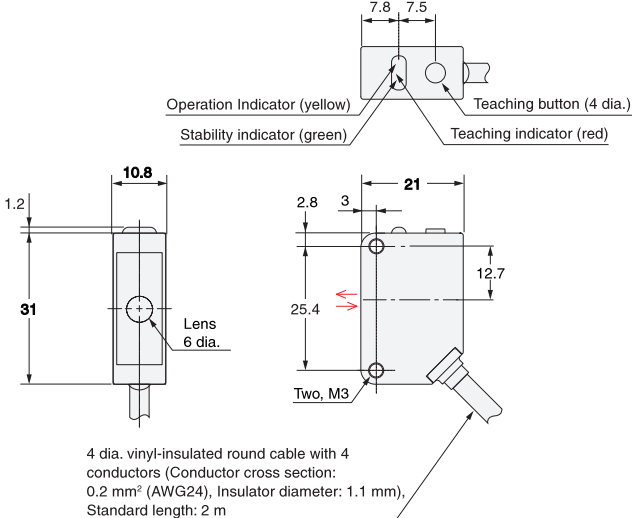 7.8 7.5
Operation Indicator (yellow) Teaching button (4 dia.)
Stability indicator (green) Teaching indicator (red)
10.8
21
1.2
2.8 3
31
25.4
12.7
Lens
6 dia.
Two, M3
4 dia. vinyl-insulated round cable with 4
conductors (Conductor cross section:
0.2 mm² (AWG24), Insulator diameter: 1.1 mm),
Standard length: 2 m